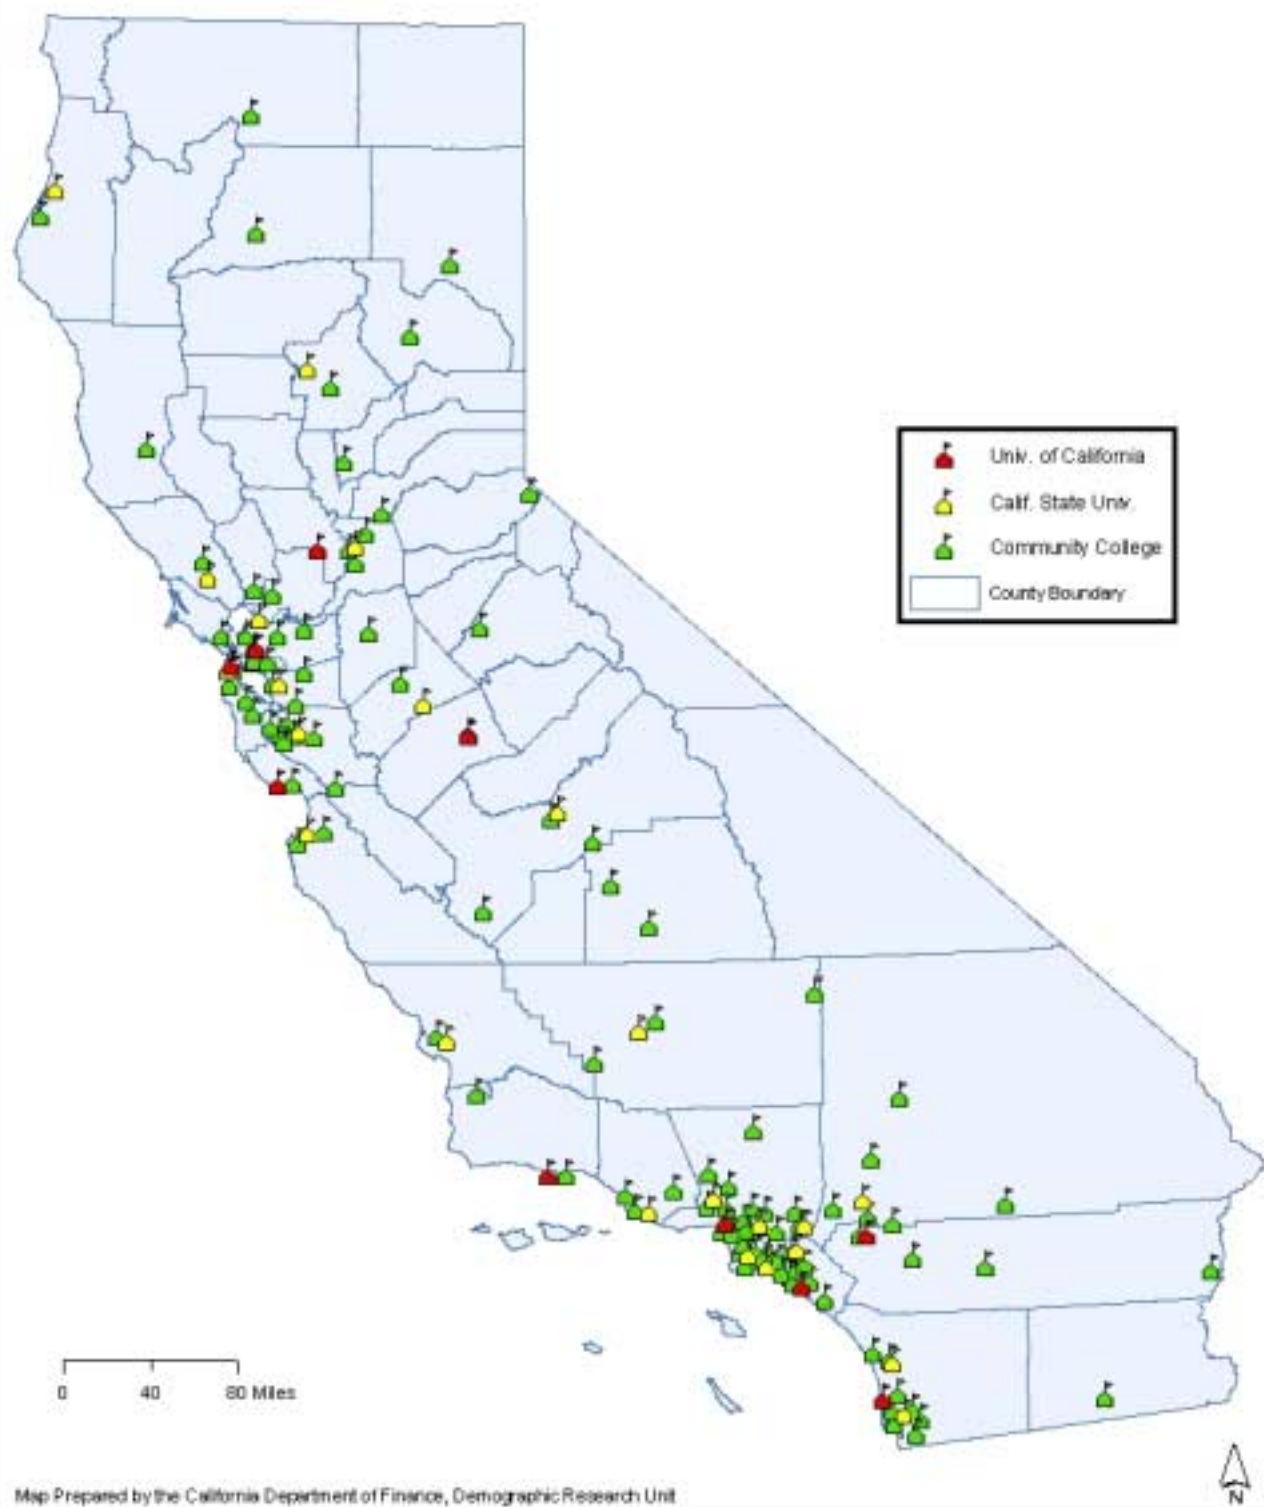 Univ. of California
Calif. State Univ.
Community College
County Boundary
0 40 80 Miles
N
Map Prepared by the California Department of Finance, Demographic Research Unit